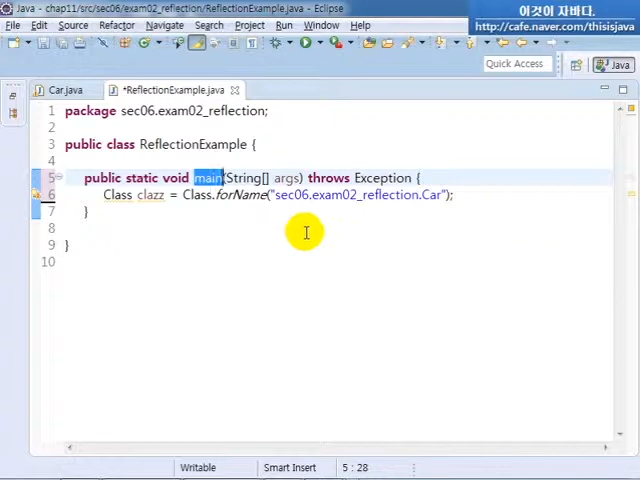 Java - chap11/src/sec06/exam02_reflection/ReflectionExample.java - Eclipse
이것이 자바다.
http://cafe.naver.com/thisisjava
File Edit Source Refactor Navigate Search Project Run Window Help
Quick Access
Java
Car.java
*ReflectionExample.java
1 package sec06.exam02_reflection;
2
3 public class ReflectionExample {
4
5 public static void main(String[] args) throws Exception {
6 Class clazz = Class.forName("sec06.exam02_reflection.Car");
7 }
8
9 }
10
Writable
Smart Insert
5 : 28